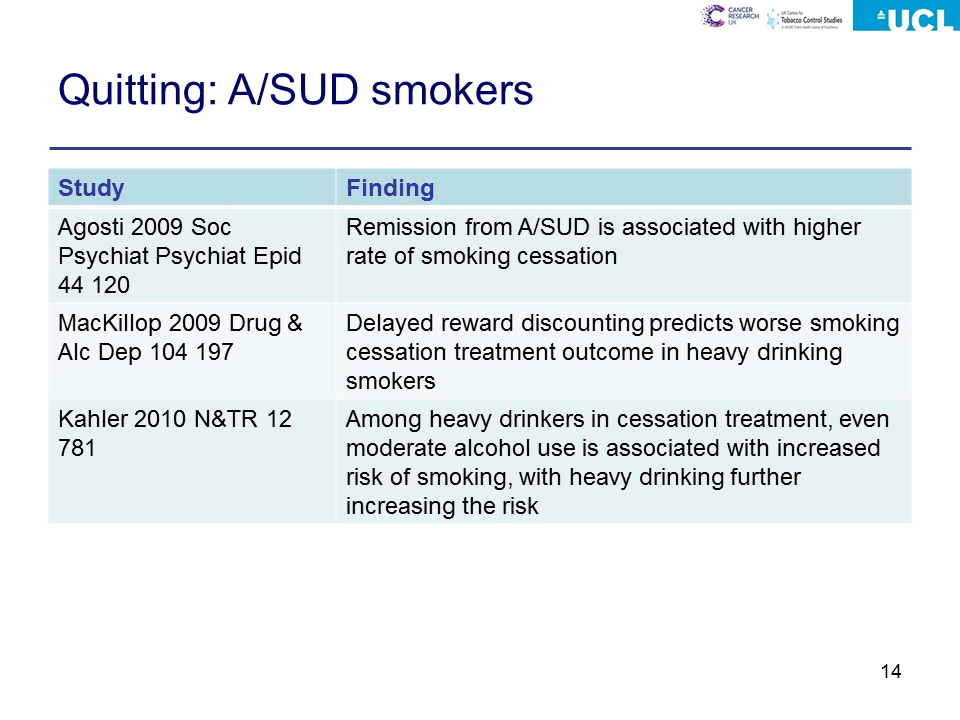 CANCER
RESEARCH
UK
UK Centre for
Tobacco Control Studies
UCL
Quitting: A/SUD smokers
Study
Finding
Agosti 2009 Soc
Psychiat Psychiat Epid
44 120
Remission from A/SUD is associated with higher
rate of smoking cessation
MacKillop 2009 Drug &
Alc Dep 104 197
Delayed reward discounting predicts worse smoking
cessation treatment outcome in heavy drinking
smokers
Kahler 2010 N&TR 12
781
Among heavy drinkers in cessation treatment, even
moderate alcohol use is associated with increased
risk of smoking, with heavy drinking further
increasing the risk
14